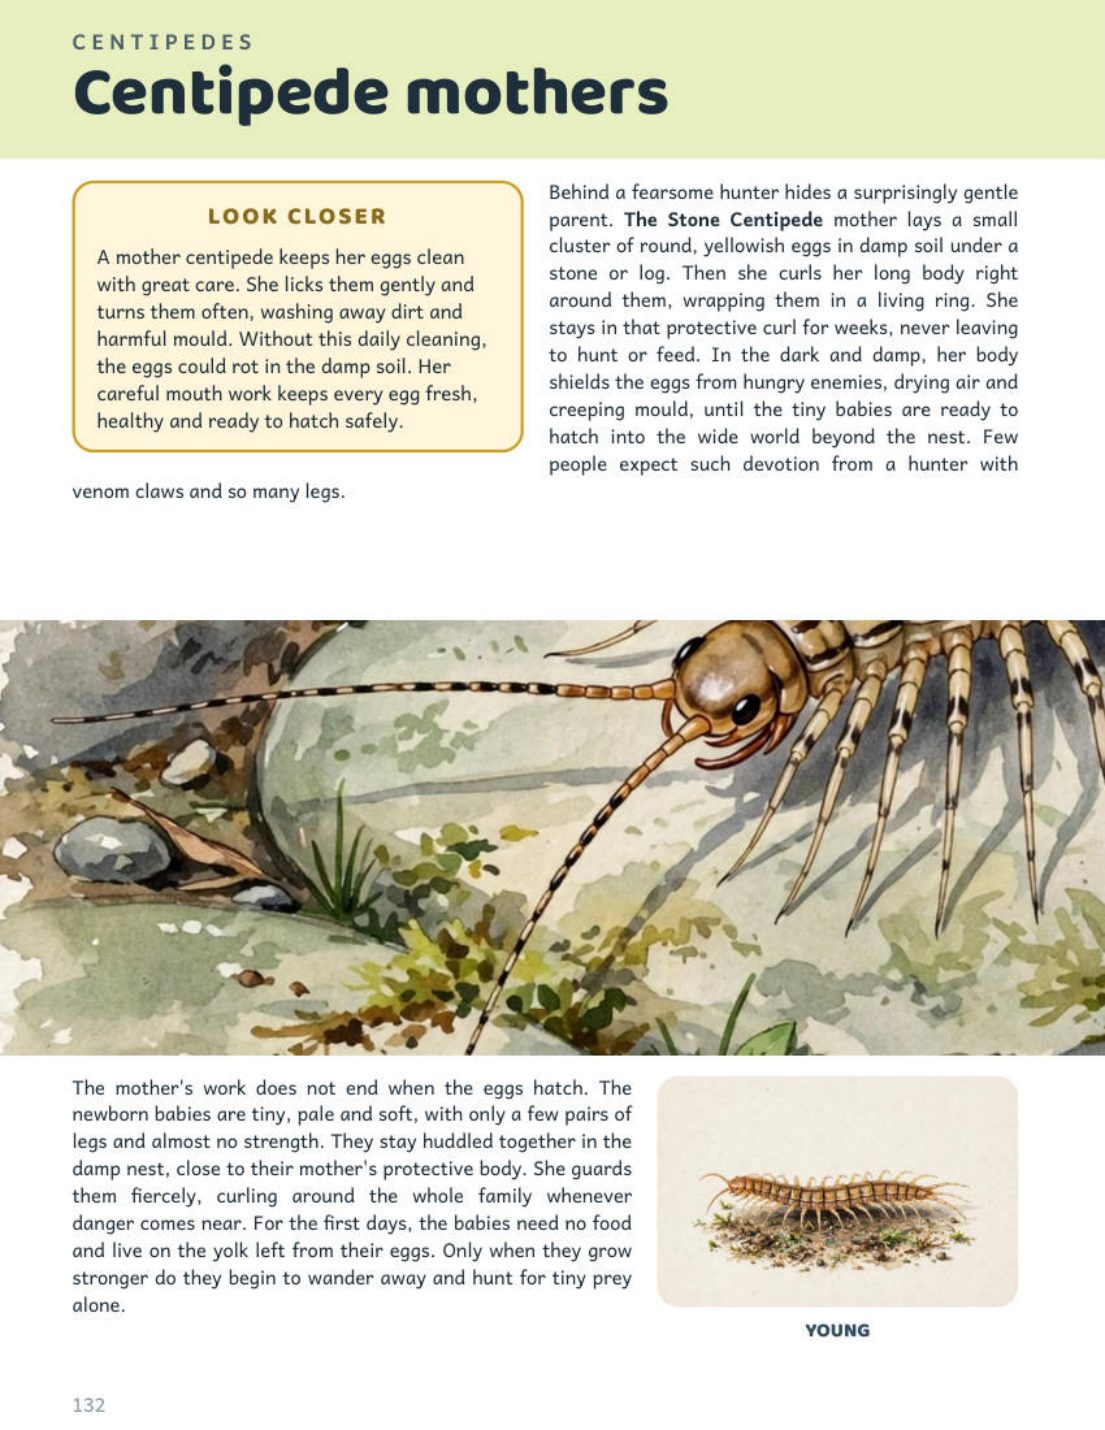 CENTIPEDES
Centipede mothers
LOOK CLOSER
A mother centipede keeps her eggs clean
with great care. She licks them gently and
turns them often, washing away dirt and
harmful mould. Without this daily cleaning,
the eggs could rot in the damp soil. Her
careful mouth work keeps every egg fresh,
healthy and ready to hatch safely.
Behind a fearsome hunter hides a surprisingly gentle
parent. The Stone Centipede mother lays a small
cluster of round, yellowish eggs in damp soil under a
stone or log. Then she curls her long body right
around them, wrapping them in a living ring. She
stays in that protective curl for weeks, never leaving
to hunt or feed. In the dark and damp, her body
shields the eggs from hungry enemies, drying air and
creeping mould, until the tiny babies are ready to
hatch into the wide world beyond the nest. Few
people expect such devotion from a hunter with
venom claws and so many legs.
The mother's work does not end when the eggs hatch. The
newborn babies are tiny, pale and soft, with only a few pairs of
legs and almost no strength. They stay huddled together in the
damp nest, close to their mother's protective body. She guards
them fiercely, curling around the whole family whenever
danger comes near. For the first days, the babies need no food
and live on the yolk left from their eggs. Only when they grow
stronger do they begin to wander away and hunt for tiny prey
alone.
YOUNG
132